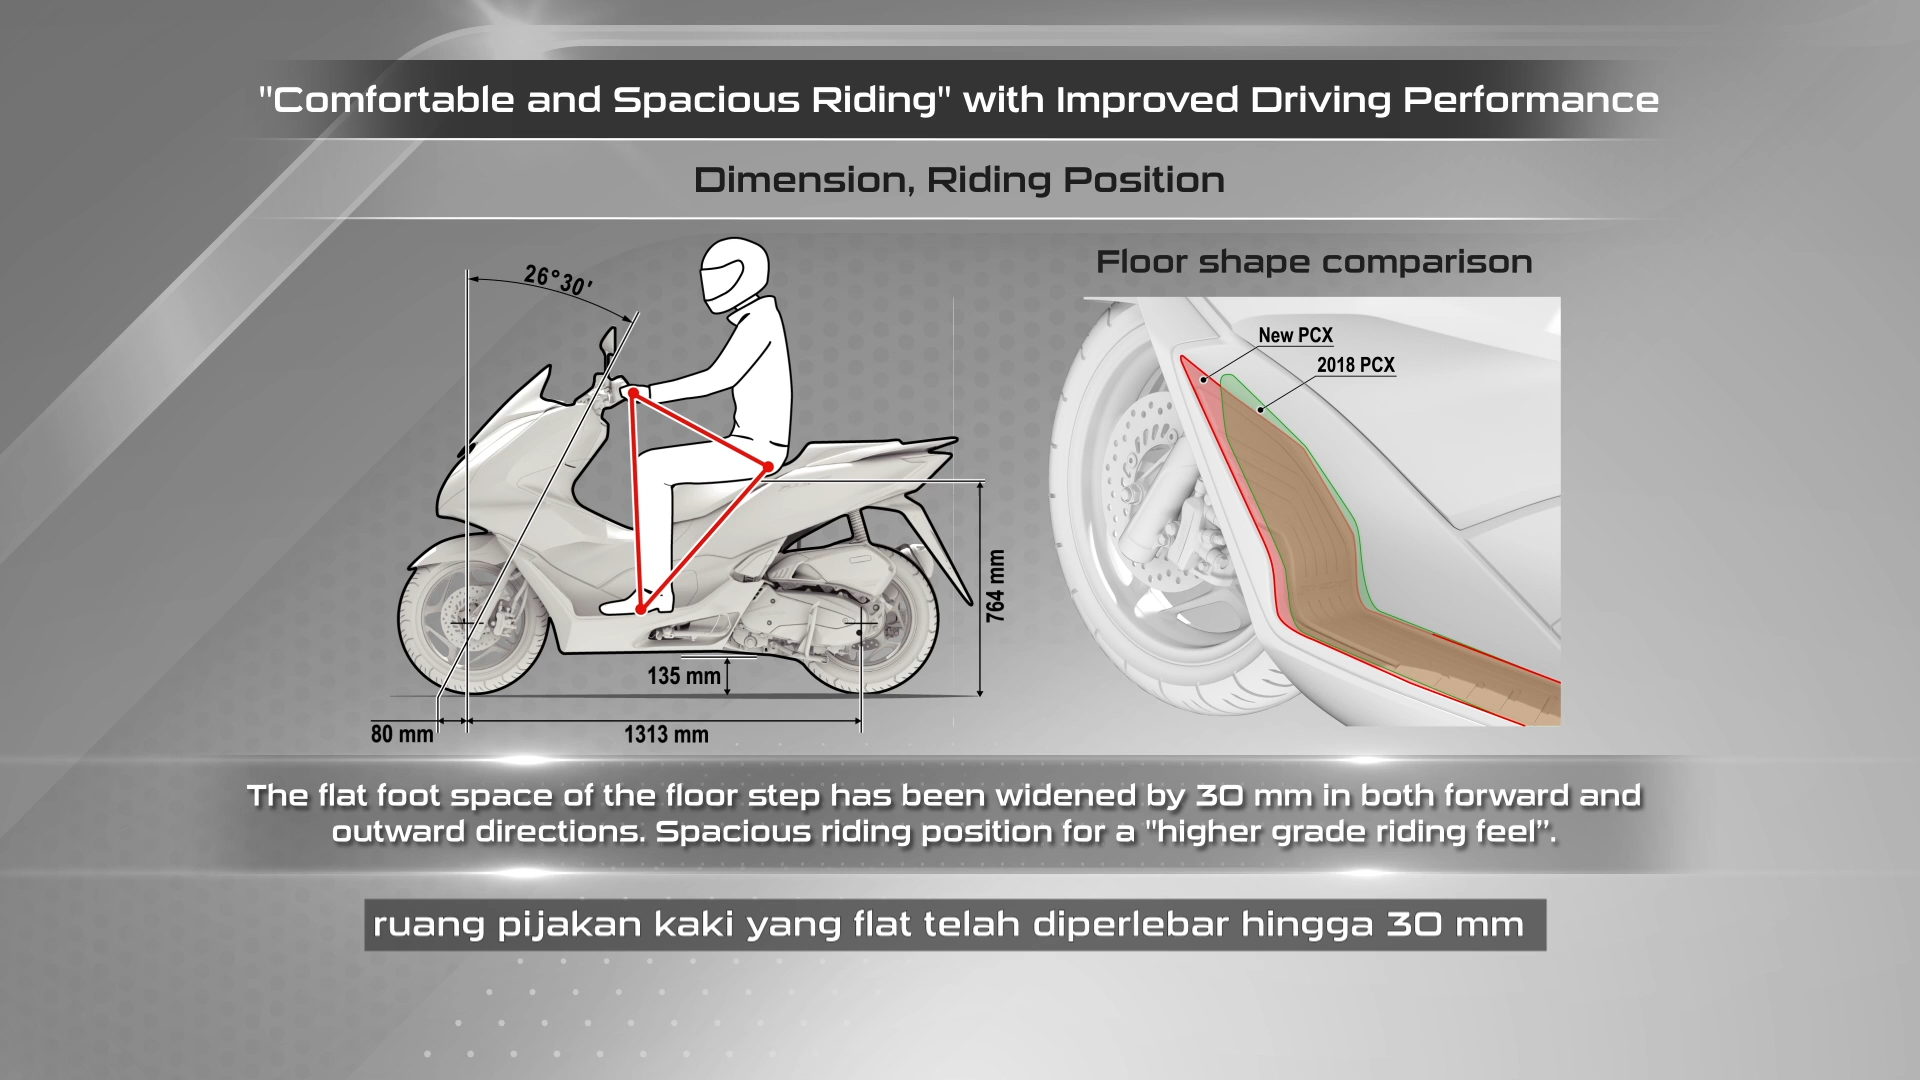 "Comfortable and Spacious Riding" with Improved Driving Performance
Dimension, Riding Position
26°30'
764 mm
135 mm
80 mm
1313 mm
Floor shape comparison
New PCX
2018 PCX
The flat foot space of the floor step has been widened by 30 mm in both forward and
outward directions. Spacious riding position for a "higher grade riding feel”.
ruang pijakan kaki yang flat telah diperlebar hingga 30 mm